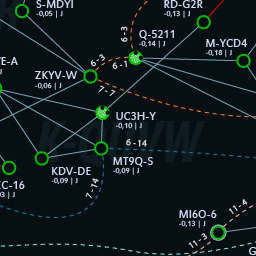 S-MDYI
-0,05 | J
RD-G2R
-0,13 | J
6 - 3
Q-5211
-0,14 | J
M-YCD4
-0,18 | J
6 - 3
6 - 1
ZKYV-W
-0,06 | J
7 - 7
UC3H-Y
-0,10 | J
6 - 14
MT9Q-S
-0,09 | J
KDV-DE
-0,09 | J
7 - 14
MI6O-6
-0,13 | J
11 - 4
11 - 3